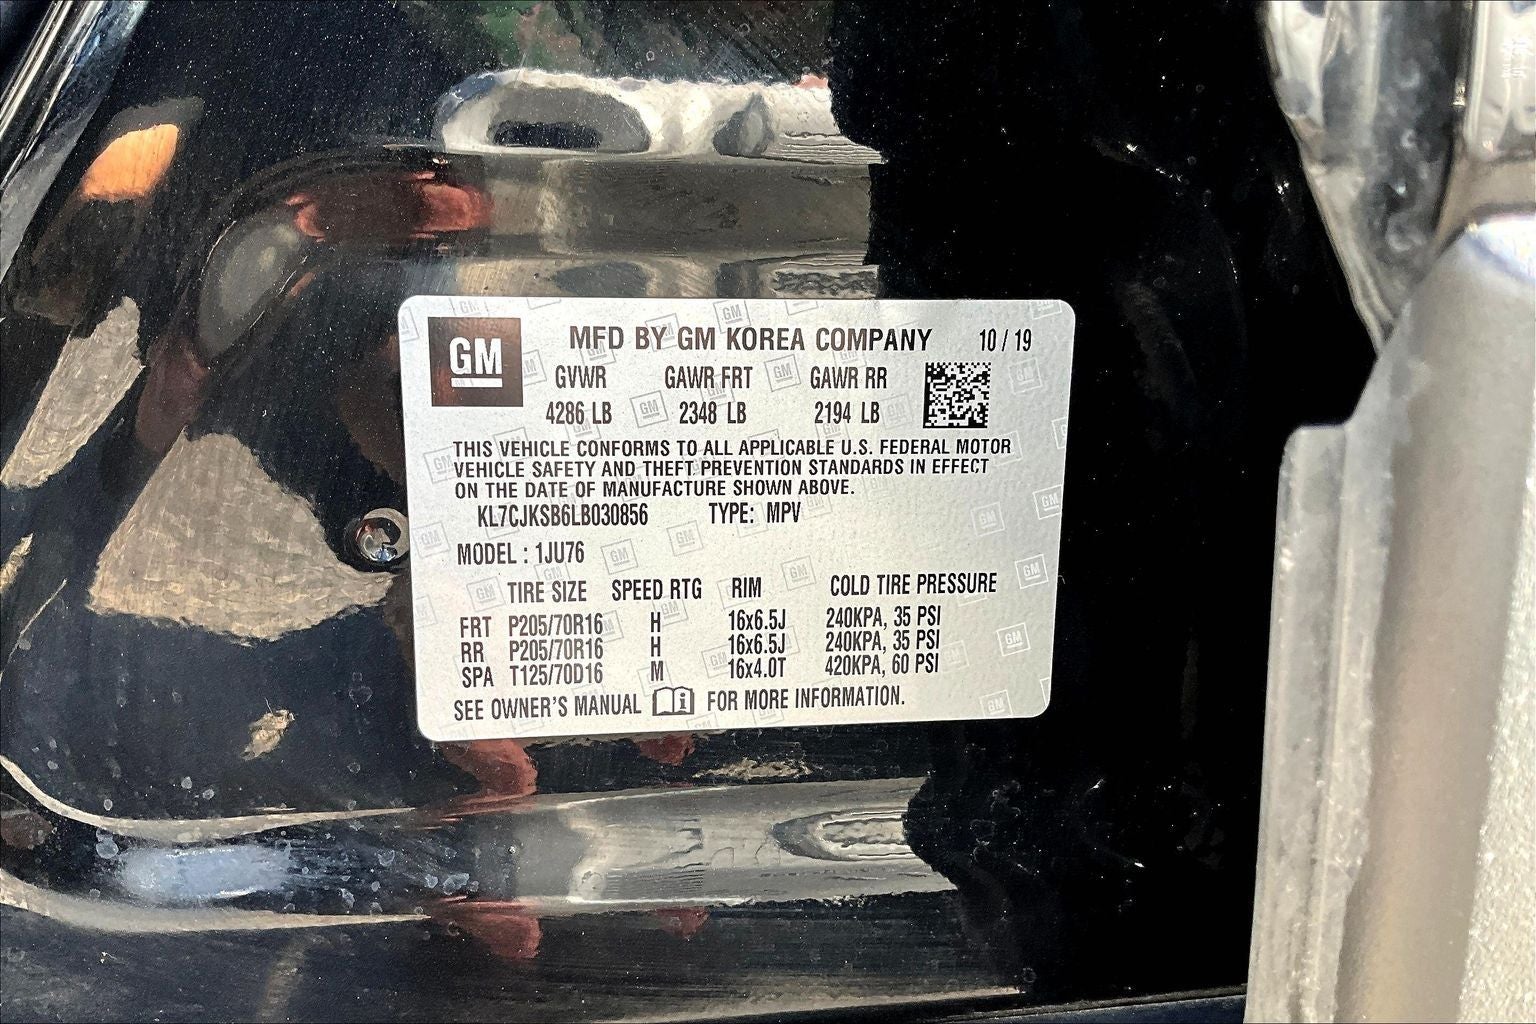 GM MFD BY GM KOREA COMPANY 10 / 19
GVWR GAWR FRT GAWR RR
4286 LB 2348 LB 2194 LB
THIS VEHICLE CONFORMS TO ALL APPLICABLE U.S. FEDERAL MOTOR
VEHICLE SAFETY AND THEFT PREVENTION STANDARDS IN EFFECT
ON THE DATE OF MANUFACTURE SHOWN ABOVE.
KL7CJKSB6LB030856 TYPE: MPV
MODEL : 1JU76
TIRE SIZE SPEED RTG RIM COLD TIRE PRESSURE
FRT P205/70R16 H 16x6.5J 240KPA, 35 PSI
RR P205/70R16 H 16x6.5J 240KPA, 35 PSI
SPA T125/70D16 M 16x4.0T 420KPA, 60 PSI
SEE OWNER'S MANUAL i FOR MORE INFORMATION.